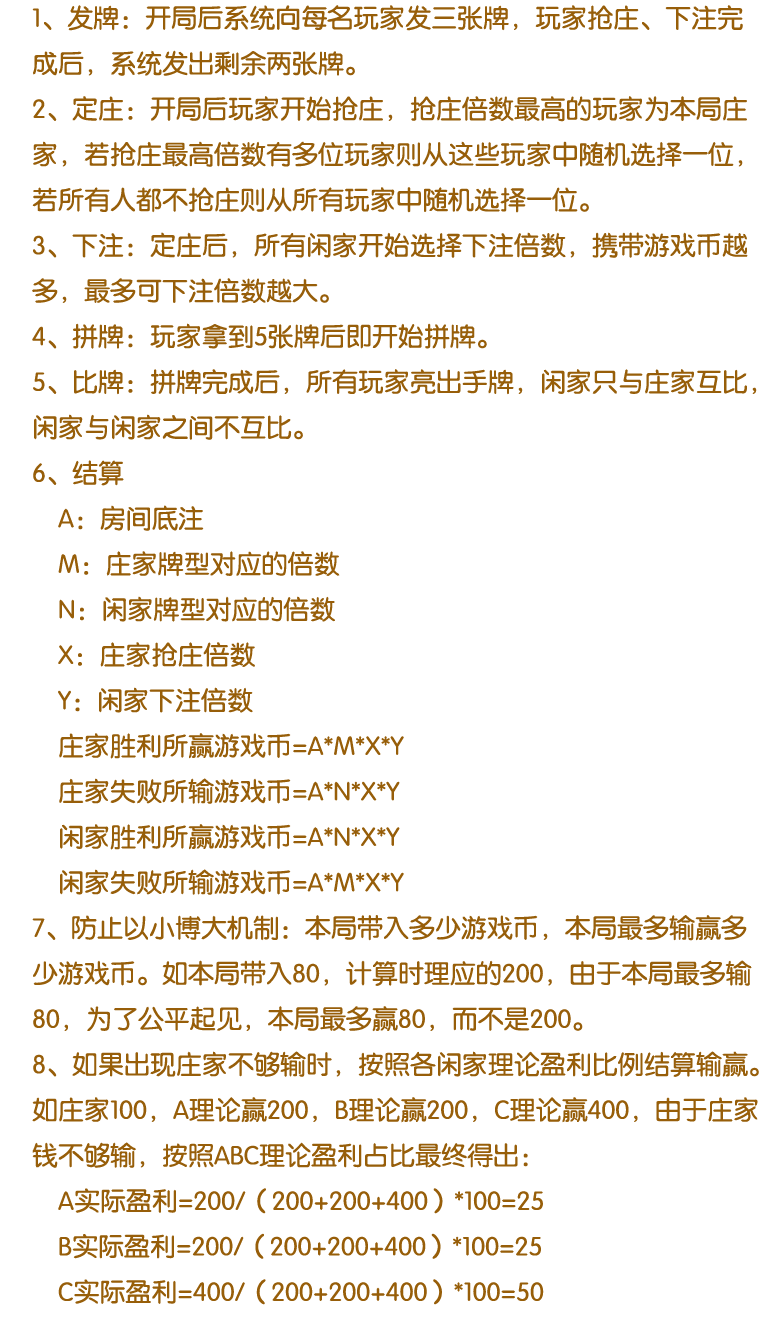 1、发牌：开局后系统向每名玩家发三张牌，玩家抢庄、下注完
成后，系统发出剩余两张牌。
2、定庄：开局后玩家开始抢庄，抢庄倍数最高的玩家为本局庄
家，若抢庄最高倍数有多位玩家则从这些玩家中随机选择一位，
若所有人都不抢庄则从所有玩家中随机选择一位。
3、下注：定庄后，所有闲家开始选择下注倍数，携带游戏币越
多，最多可下注倍数越大。
4、拼牌：玩家拿到5张牌后即开始拼牌。
5、比牌：拼牌完成后，所有玩家亮出手牌，闲家只与庄家互比，
闲家与闲家之间不互比。
6、结算
A：房间底注
M：庄家牌型对应的倍数
N：闲家牌型对应的倍数
X：庄家抢庄倍数
Y：闲家下注倍数
庄家胜利所赢游戏币=A*M*X*Y
庄家失败所输游戏币=A*N*X*Y
闲家胜利所赢游戏币=A*N*X*Y
闲家失败所输游戏币=A*M*X*Y
7、防止以小博大机制：本局带入多少游戏币，本局最多输赢多
少游戏币。如本局带入80，计算时理应的200，由于本局最多输
80，为了公平起见，本局最多赢80，而不是200。
8、如果出现庄家不够输时，按照各闲家理论盈利比例结算输赢。
如庄家100，A理论赢200，B理论赢200，C理论赢400，由于庄家
钱不够输，按照ABC理论盈利占比最终得出：
A实际盈利=200/（200+200+400）*100=25
B实际盈利=200/（200+200+400）*100=25
C实际盈利=400/（200+200+400）*100=50